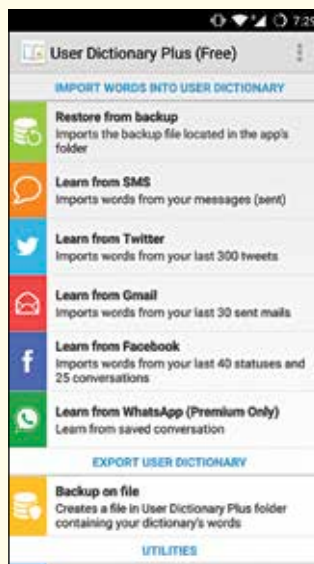 7:29
User Dictionary Plus (Free)
IMPORT WORDS INTO USER DICTIONARY
Restore from backup
Imports the backup file located in the app's
folder
Learn from SMS
Imports words from your messages (sent)
Learn from Twitter
Imports words from your last 300 tweets
Learn from Gmail
Imports words from your last 30 sent mails
f
Learn from Facebook
Imports words from your last 40 statuses and
25 conversations
Learn from WhatsApp (Premium Only)
Learn from saved conversation
EXPORT USER DICTIONARY
Backup on file
Creates a file in User Dictionary Plus folder
containing your dictionary's words
UTILITIES